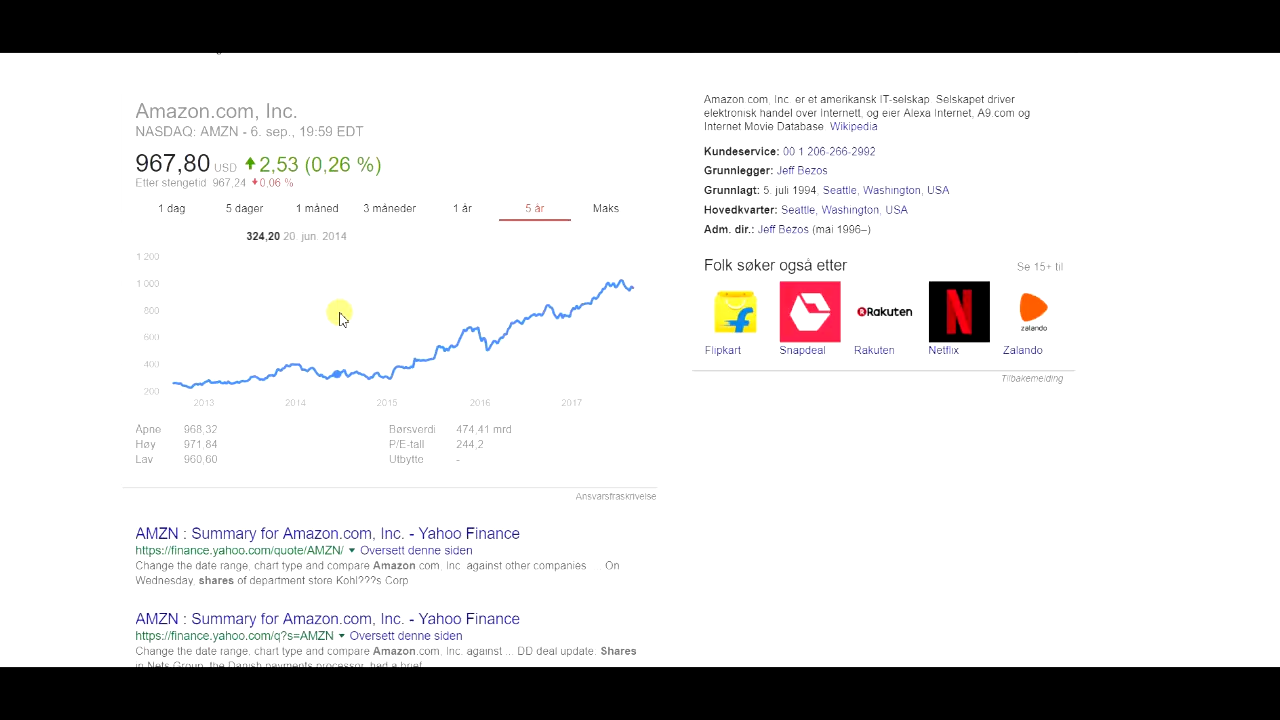 Amazon.com, Inc.
NASDAQ: AMZN - 6. sep., 19:59 EDT
967,80 USD 2,53 (0,26 %)
Etter stengetid 967,24 0,06 %
1 dag 5 dager 1 måned 3 måneder 1 år 5 år Maks
324,20 20. jun. 2014
1 200
1 000
800
600
400
200
2013 2014 2015 2016 2017
Åpne 968,32 Børsverdi 474,41 mrd
Høy 971,84 P/E-tall 244,2
Lav 960,60 Utbytte -
Ansvarsfraskrivelse
AMZN : Summary for Amazon.com, Inc. - Yahoo Finance
https://finance.yahoo.com/quote/AMZN/ Oversett denne siden
Change the date range, chart type and compare Amazon com, Inc. against other companies On
Wednesday, shares of department store Kohl???s Corp
AMZN : Summary for Amazon.com, Inc. - Yahoo Finance
https://finance.yahoo.com/q?s=AMZN Oversett denne siden
Change the date range, chart type and compare Amazon.com, Inc. against ... DD deal update. Shares
in Nets Group, the Danish payments processor, had a brief
Amazon com, Inc. er et amerikansk IT-selskap Selskapet driver
elektronisk handel over Internett, og eier Alexa Internet, A9.com og
Internet Movie Database Wikipedia
Kundeservice: 00 1 206-266-2992
Grunnlegger: Jeff Bezos
Grunnlagt: 5. juli 1994, Seattle, Washington, USA
Hovedkvarter: Seattle, Washington, USA
Adm. dir.: Jeff Bezos (mai 1996–)
Folk søker også etter Se 15+ til
Rakuten
zalando
Flipkart Snapdeal Rakuten Netflix Zalando
Tilbakemelding